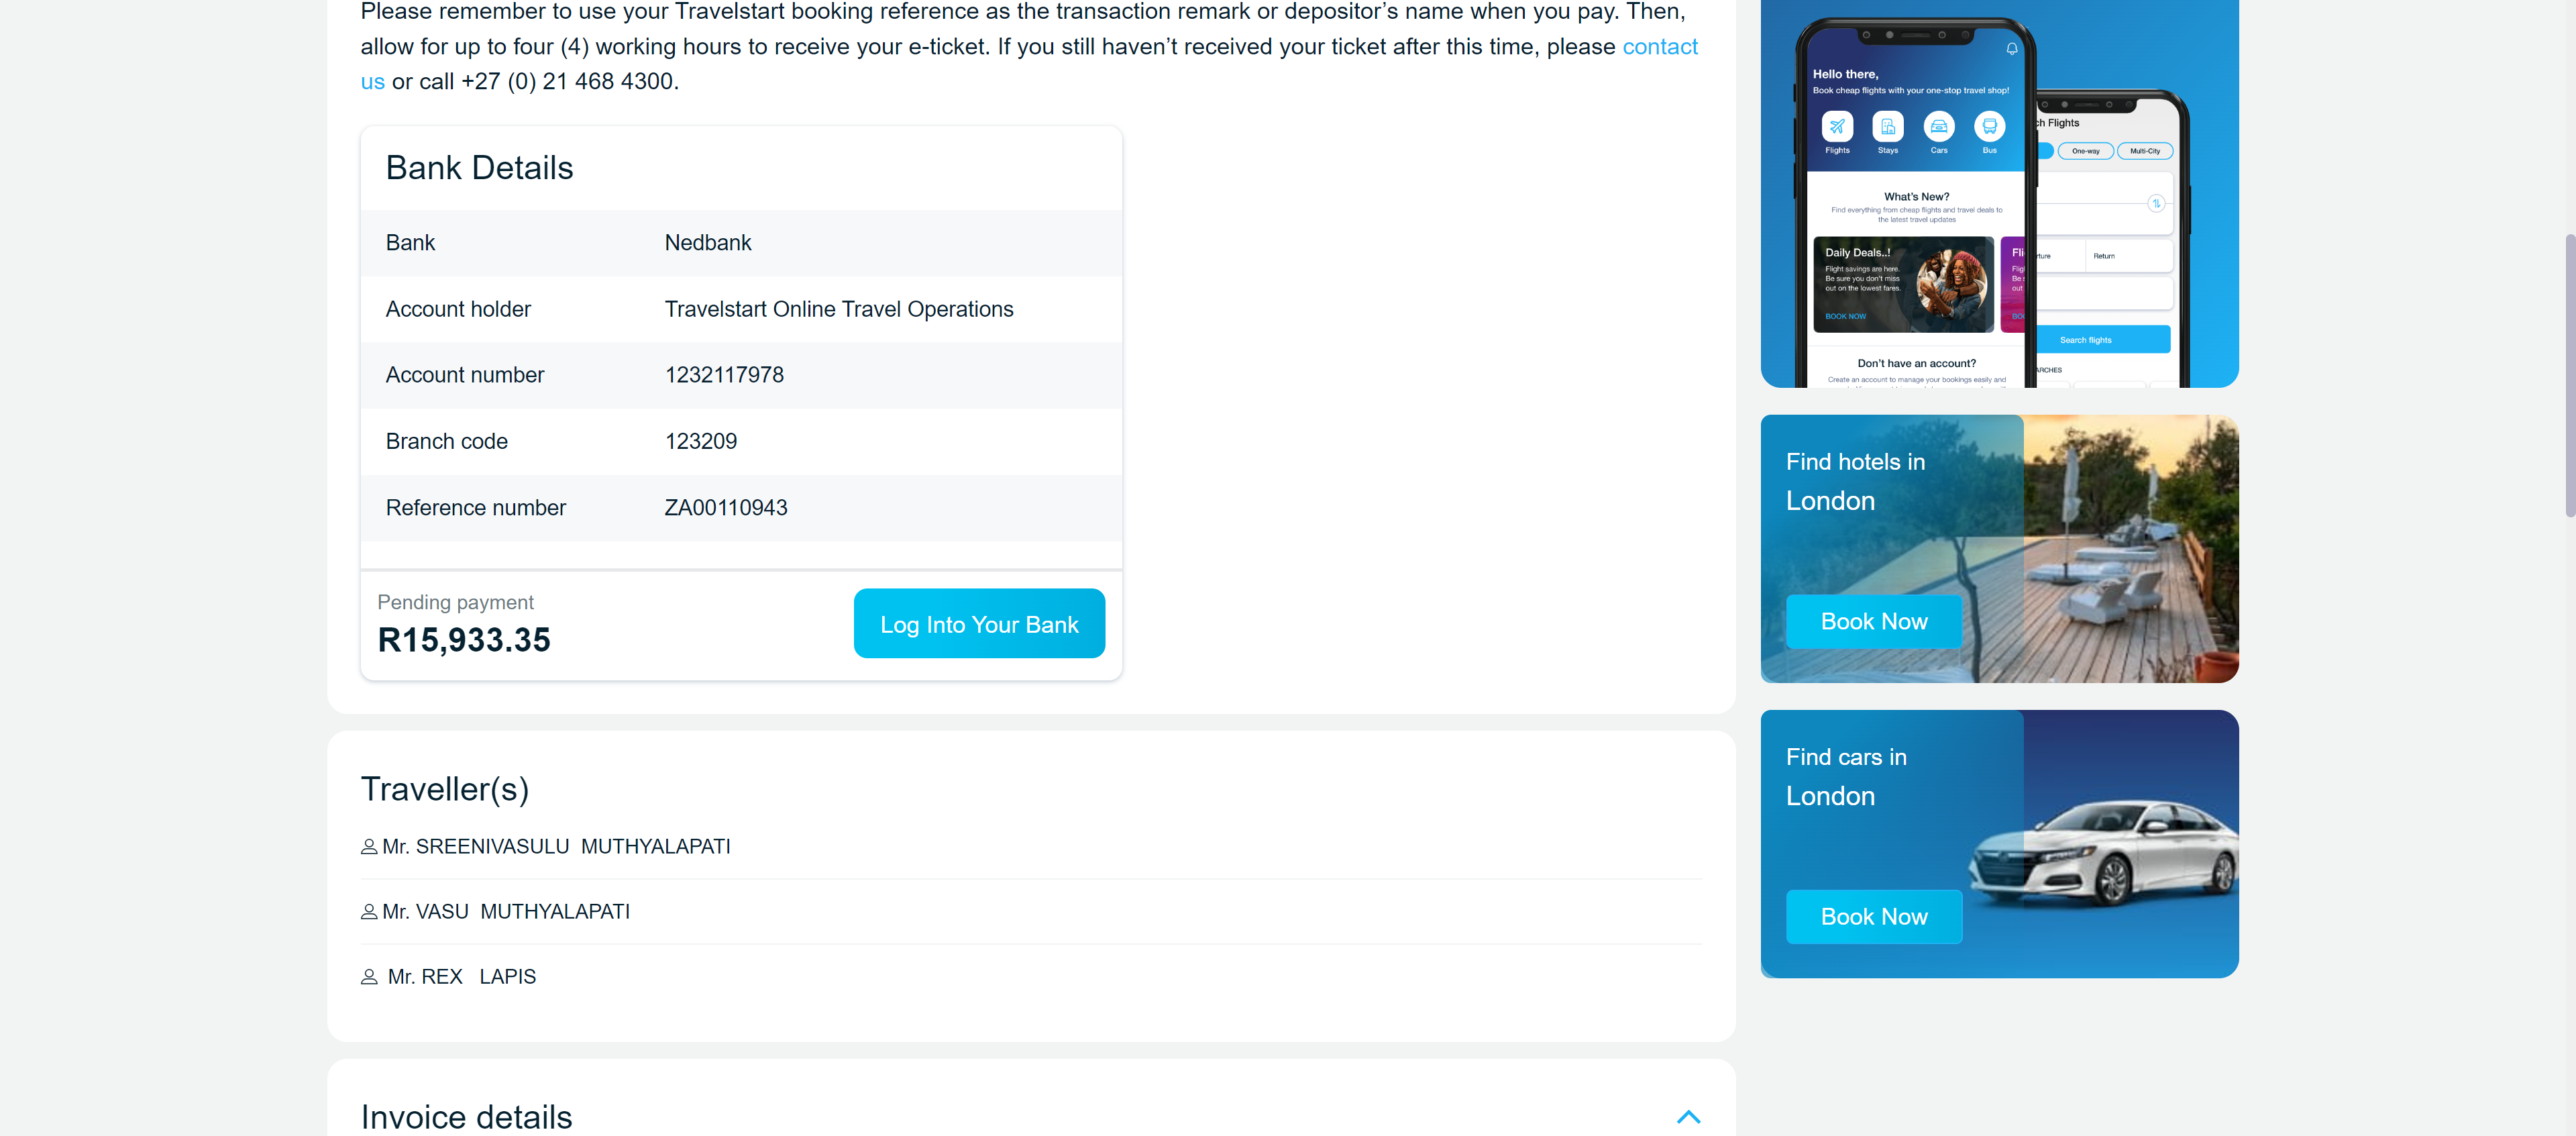 Please remember to use your Travelstart booking reference as the transaction remark or depositor’s name when you pay. Then,
allow for up to four (4) working hours to receive your e-ticket. If you still haven’t received your ticket after this time, please contact
us or call +27 (0) 21 468 4300.
Bank Details
Bank Nedbank
Account holder Travelstart Online Travel Operations
Account number 1232117978
Branch code 123209
Reference number ZA00110943
Pending payment
R15,933.35
Log Into Your Bank
Traveller(s)
Mr. SREENIVASULU MUTHYALAPATI
Mr. VASU MUTHYALAPATI
Mr. REX LAPIS
Invoice details
Hello there,
Book cheap flights with your one-stop travel shop!
Flights Stays Cars Bus
What’s New?
Find everything from cheap flights and travel deals to
the latest travel updates
Daily Deals..!
Flight savings are here.
Be sure you don’t miss
out on the lowest fares.
BOOK NOW
Don’t have an account?
Create an account to manage your bookings easily and
ch Flights
One-way Multi-City
rture Return
Search flights
ARCHES
Find hotels in
London
Book Now
Find cars in
London
Book Now